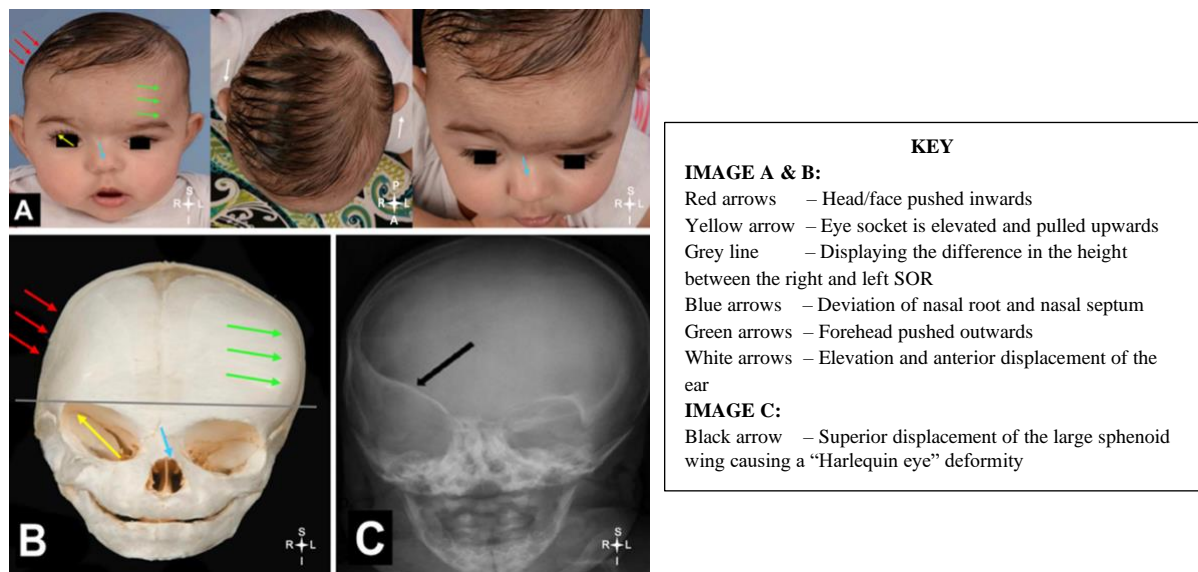 S
R L
I
A
P
R L
A
S
R L
I
B
S
R L
I
C
S
R L
I
KEY
IMAGE A & B:
Red arrows – Head/face pushed inwards
Yellow arrow – Eye socket is elevated and pulled upwards
Grey line – Displaying the difference in the height
between the right and left SOR
Blue arrows – Deviation of nasal root and nasal septum
Green arrows – Forehead pushed outwards
White arrows – Elevation and anterior displacement of the
ear
IMAGE C:
Black arrow – Superior displacement of the large sphenoid
wing causing a “Harlequin eye” deformity